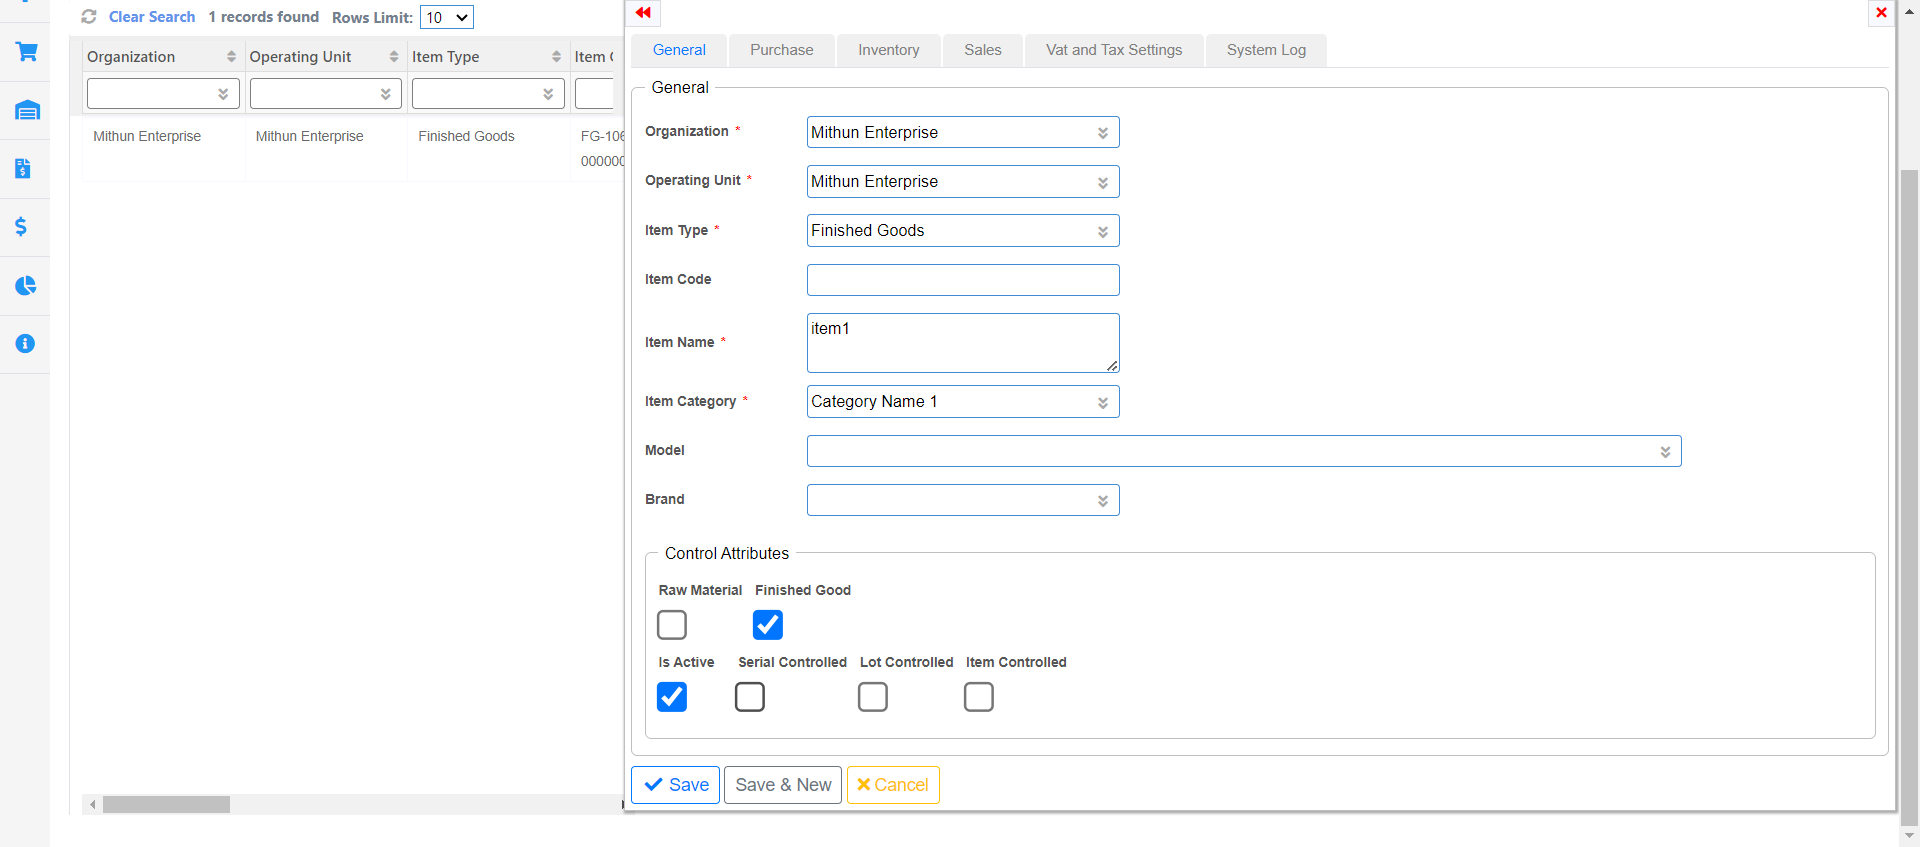 Clear Search 1 records found Rows Limit: 10
Organization Operating Unit Item Type Item C
Mithun Enterprise Mithun Enterprise Finished Goods FG-106
000000
General Purchase Inventory Sales Vat and Tax Settings System Log
General
Organization * Mithun Enterprise
Operating Unit * Mithun Enterprise
Item Type * Finished Goods
Item Code
Item Name * item1
Item Category * Category Name 1
Model
Brand
Control Attributes
Raw Material Finished Good
Is Active Serial Controlled Lot Controlled Item Controlled
Save Save & New Cancel